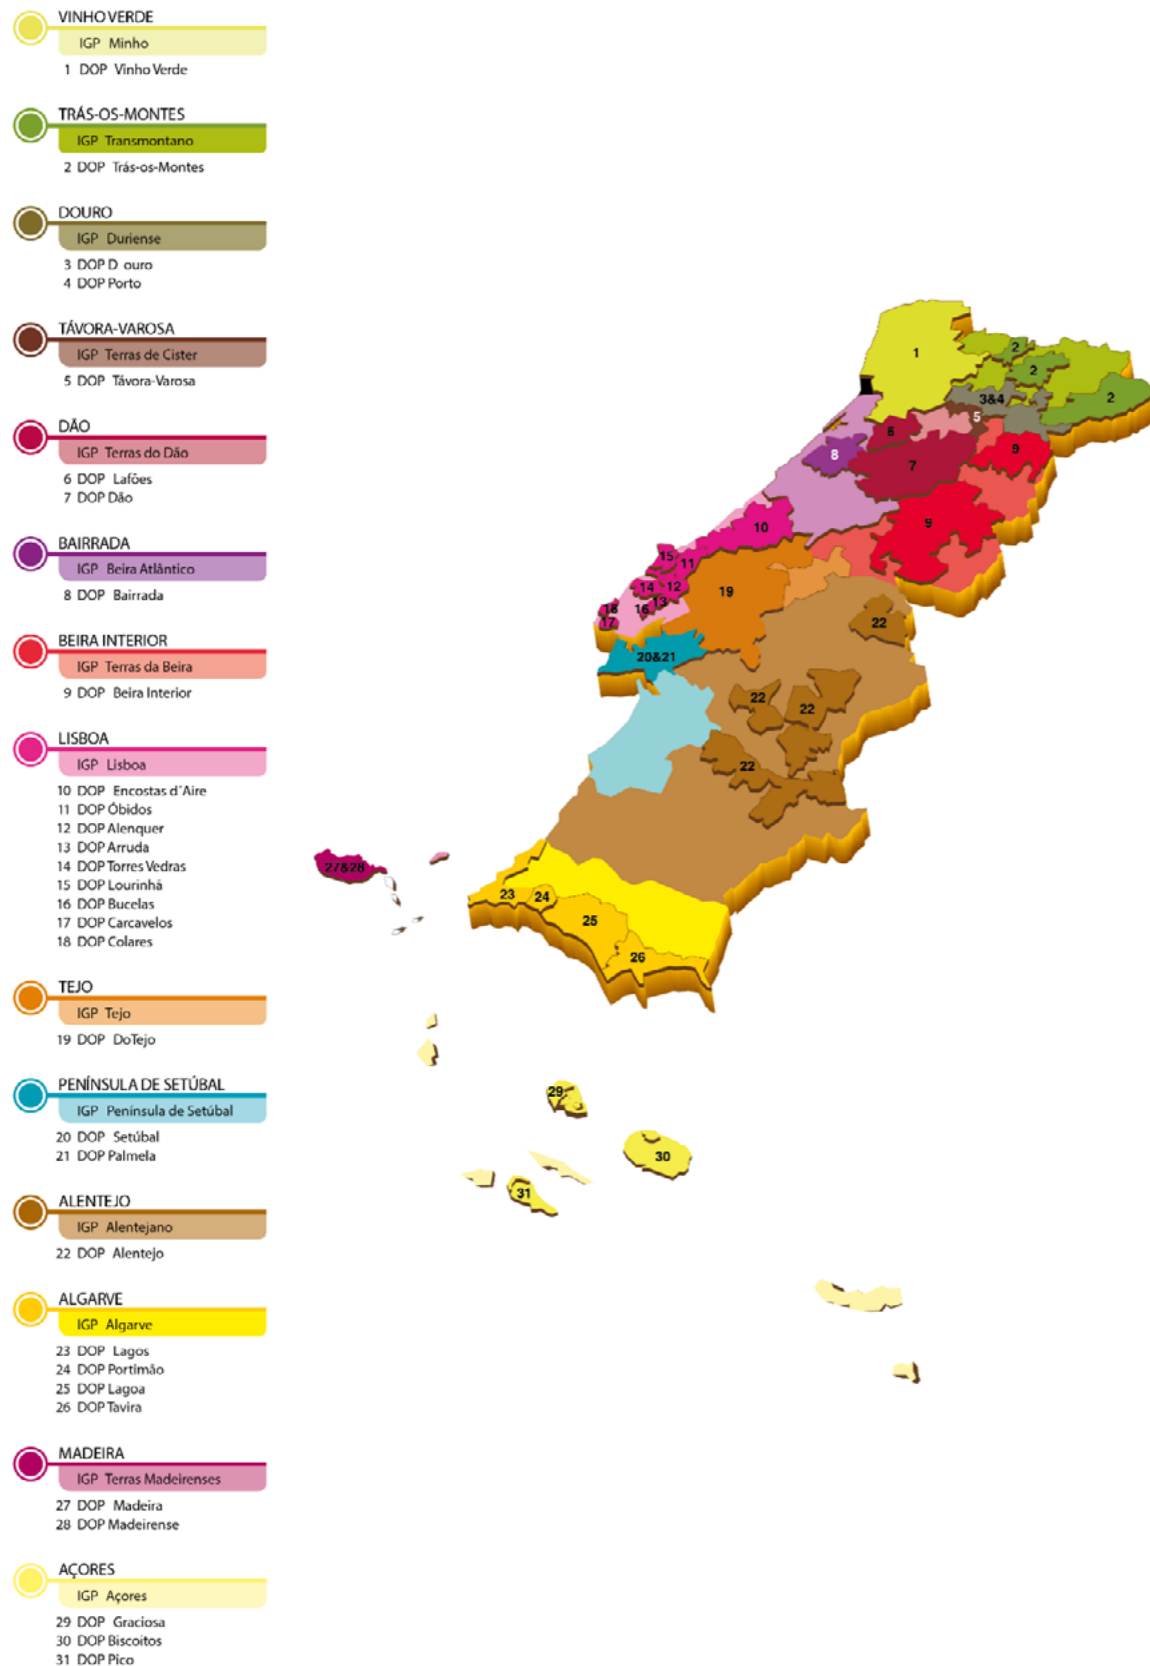 VINHO VERDE
IGP Minho
1 DOP Vinho Verde
TRÁS-OS-MONTES
IGP Transmontano
2 DOP Trás-os-Montes
DOURO
IGP Duriense
3 DOP D ouro
4 DOP Porto
TÁVORA-VAROSA
IGP Terras de Cister
5 DOP Távora-Varosa
DÃO
IGP Terras do Dão
6 DOP Lafões
7 DOP Dão
BAIRRADA
IGP Beira Atlântico
8 DOP Bairrada
BEIRA INTERIOR
IGP Terras da Beira
9 DOP Beira Interior
LISBOA
IGP Lisboa
10 DOP Encostas d´Aire
11 DOP Óbidos
12 DOP Alenquer
13 DOP Arruda
14 DOP Torres Vedras
15 DOP Lourinhã
16 DOP Bucelas
17 DOP Carcavelos
18 DOP Colares
TEJO
IGP Tejo
19 DOP DoTejo
PENÍNSULA DE SETÚBAL
IGP Península de Setúbal
20 DOP Setúbal
21 DOP Palmela
ALENTEJO
IGP Alentejano
22 DOP Alentejo
ALGARVE
IGP Algarve
23 DOP Lagos
24 DOP Portimão
25 DOP Lagoa
26 DOP Tavira
MADEIRA
IGP Terras Madeirenses
27 DOP Madeira
28 DOP Madeirense
AÇORES
IGP Açores
29 DOP Graciosa
30 DOP Biscoitos
31 DOP Pico
1
2
2
2
3&4
5
6
7
8
9
9
10
15
11
14
12
13
16
18
17
19
20&21
22
22
22
22
27&28
23
24
25
26
29
30
31